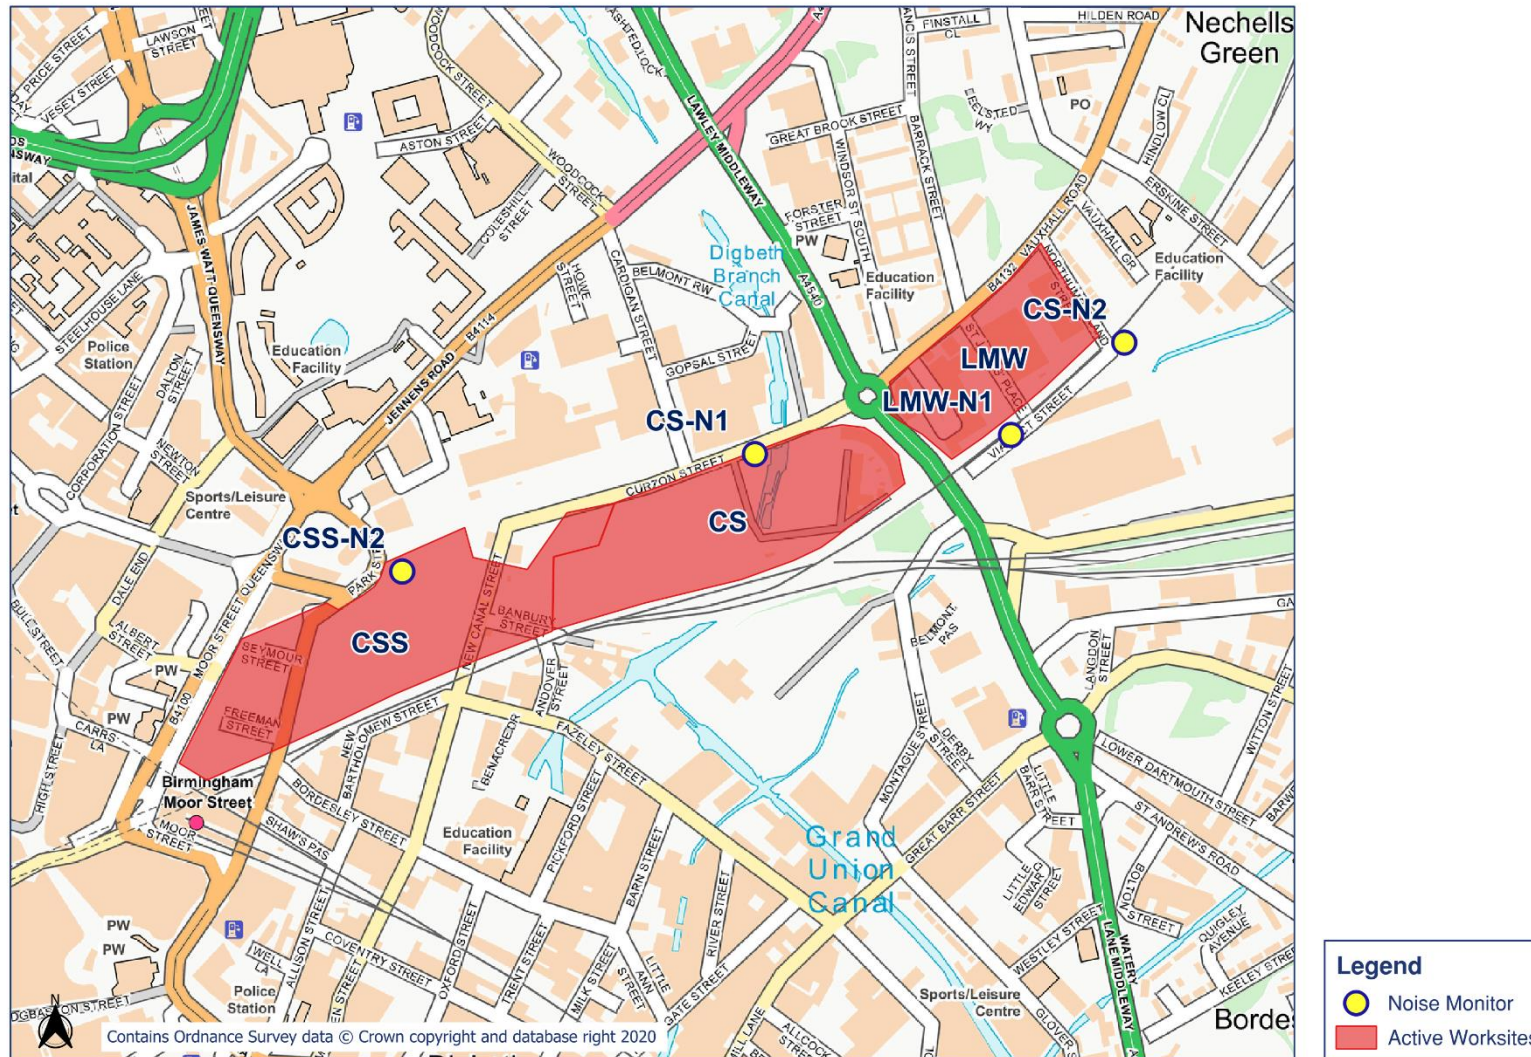 Nechells
Green
HILDEN ROAD
FINSTALL
CL
LAWSON
STREET
PRICE STREET
VESEY STREET
WOODCOCK STREET
ASTON STREET
WOODCOCK
STREET
COLESHILL
STREET
LAWLEY MIDDLEWAY
GREAT BROOK STREET
WINDSOR ST SOUTH
BARRACK STREET
PO
HINDLOW CL
ERSKINE STREET
VAUXHALL GR
VAUXHALL ROAD
B4132
FORSTER
STREET
PW
Education
Facility
Education
Facility
JAMES WATT QUEENSWAY
STEELHOUSE LANE
Police
Station
DALTON
STREET
NEWTON
STREET
CORPORATION STREET
Education
Facility
JENNENS ROAD
B4114
HOWE
STREET
CARDIGAN STREET
BELMONT RW
Digbeth
Branch
Canal
GOPSAL STREET
A4540
CS-N2
LMW
LMW-N1
CS-N1
CURZON STREET
CS
Sports/Leisure
Centre
CSS-N2
CSS
DALE END
BULL STREET
ALBERT
STREET
MOOR STREET QUEENSWAY
SEYMOUR
STREET
FREEMAN
STREET
NEW CANAL STREET
BANBURY
STREET
PW
PW
B4100
CARRS
LA
HIGH STREET
Birmingham
Moor Street
MOOR
STREET
NEW
BARTHOLOMEW STREET
BORDESLEY STREET
SHAW'S PAS
ANDOVER
STREET
BENACRE DR
FAZELEY STREET
PICKFORD STREET
BARN STREET
RIVER STREET
Education
Facility
BELMONT
PAS
LANGDON
STREET
WITTON STREET
MONTAGUE STREET
DERBY
STREET
GREAT BARR STREET
LITTLE
BARR STREET
LOWER DARTMOUTH STREET
ST ANDREW'S ROAD
LITTLE
EDWARD
STREET
BOLTON
STREET
QUIGLEY
AVENUE
WESTLEY STREET
KEELEY STREET
WATERY
LANE MIDDLEWAY
Grand
Union
Canal
PW
PW
WELL
LA
ALLISON STREET
COVENTRY STREET
OXFORD STREET
TRENT STREET
MILK STREET
LITTLE
ANN
STREET
Police
Station
Sports/Leisure
Centre
GLOVER
N
Contains Ordnance Survey data © Crown copyright and database right 2020
Legend
Noise Monitor
Active Worksites